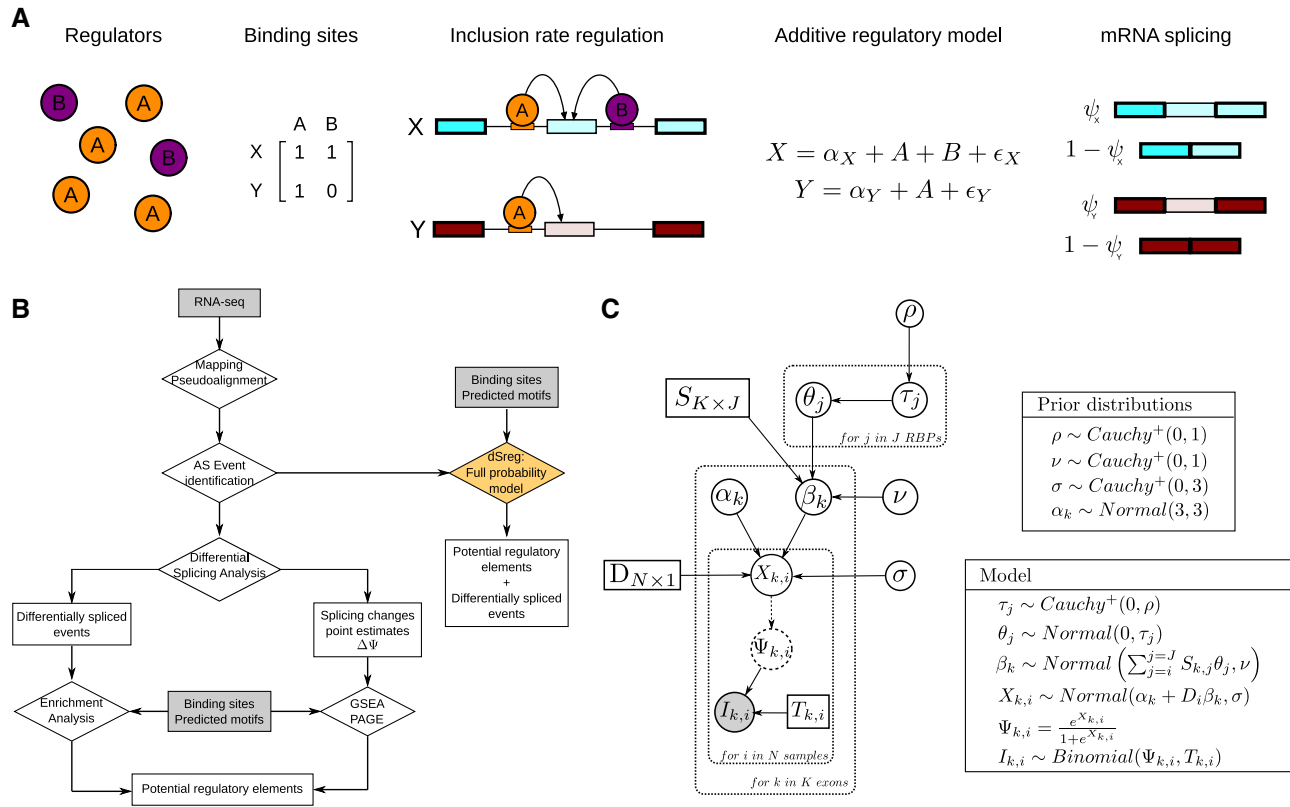 A
Regulators
Binding sites
Inclusion rate regulation
Additive regulatory model
mRNA splicing
B
A
A
B
A
A
A B
X 1 1
Y 1 0
X
A
B
Y
A
X = α_X + A + B + ϵ_X
Y = α_Y + A + ϵ_Y
ψ_X
1 − ψ_X
ψ_Y
1 − ψ_Y
B
RNA-seq
Mapping
Pseudoalignment
AS Event
identification
Binding sites
Predicted motifs
dSreg:
Full probability
model
Potential regulatory
elements
+
Differentially spliced
events
Differential
Splicing Analysis
Differentially spliced
events
Splicing changes
point estimates
ΔΨ
Enrichment
Analysis
Binding sites
Predicted motifs
GSEA
PAGE
Potential regulatory elements
C
ρ
S_{K×J}
θ_j
τ_j
for j in J RBPs
α_k
β_k
ν
D_{N×1}
X_{k,i}
σ
Ψ_{k,i}
I_{k,i}
T_{k,i}
for i in N samples
for k in K exons
Prior distributions
ρ ∼ Cauchy⁺(0, 1)
ν ∼ Cauchy⁺(0, 1)
σ ∼ Cauchy⁺(0, 3)
α_k ∼ Normal(3, 3)
Model
τ_j ∼ Cauchy⁺(0, ρ)
θ_j ∼ Normal(0, τ_j)
β_k ∼ Normal(∑_{j=i}^{j=J} S_{k,j}θ_j, ν)
X_{k,i} ∼ Normal(α_k + D_iβ_k, σ)
Ψ_{k,i} = e^{X_{k,i}} / (1+e^{X_{k,i}})
I_{k,i} ∼ Binomial(Ψ_{k,i}, T_{k,i})